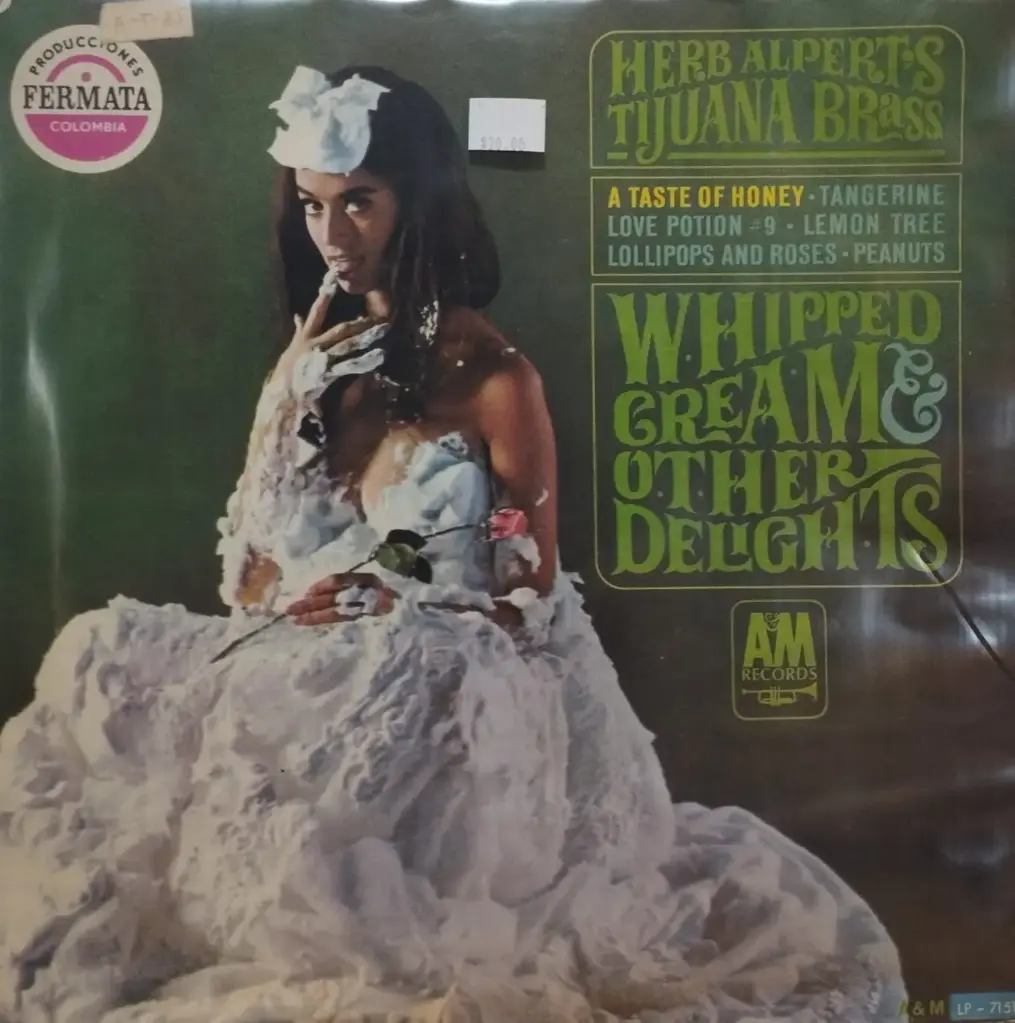 PRODUCCIONES
FERMATA
COLOMBIA
HERB ALPERT'S
TIJUANA BRASS
A TASTE OF HONEY · TANGERINE
LOVE POTION #9 · LEMON TREE
LOLLIPOPS AND ROSES · PEANUTS
WHIPPED
CREAM &
OTHER
DELIGHTS
A&M
RECORDS
A & M LP - 715